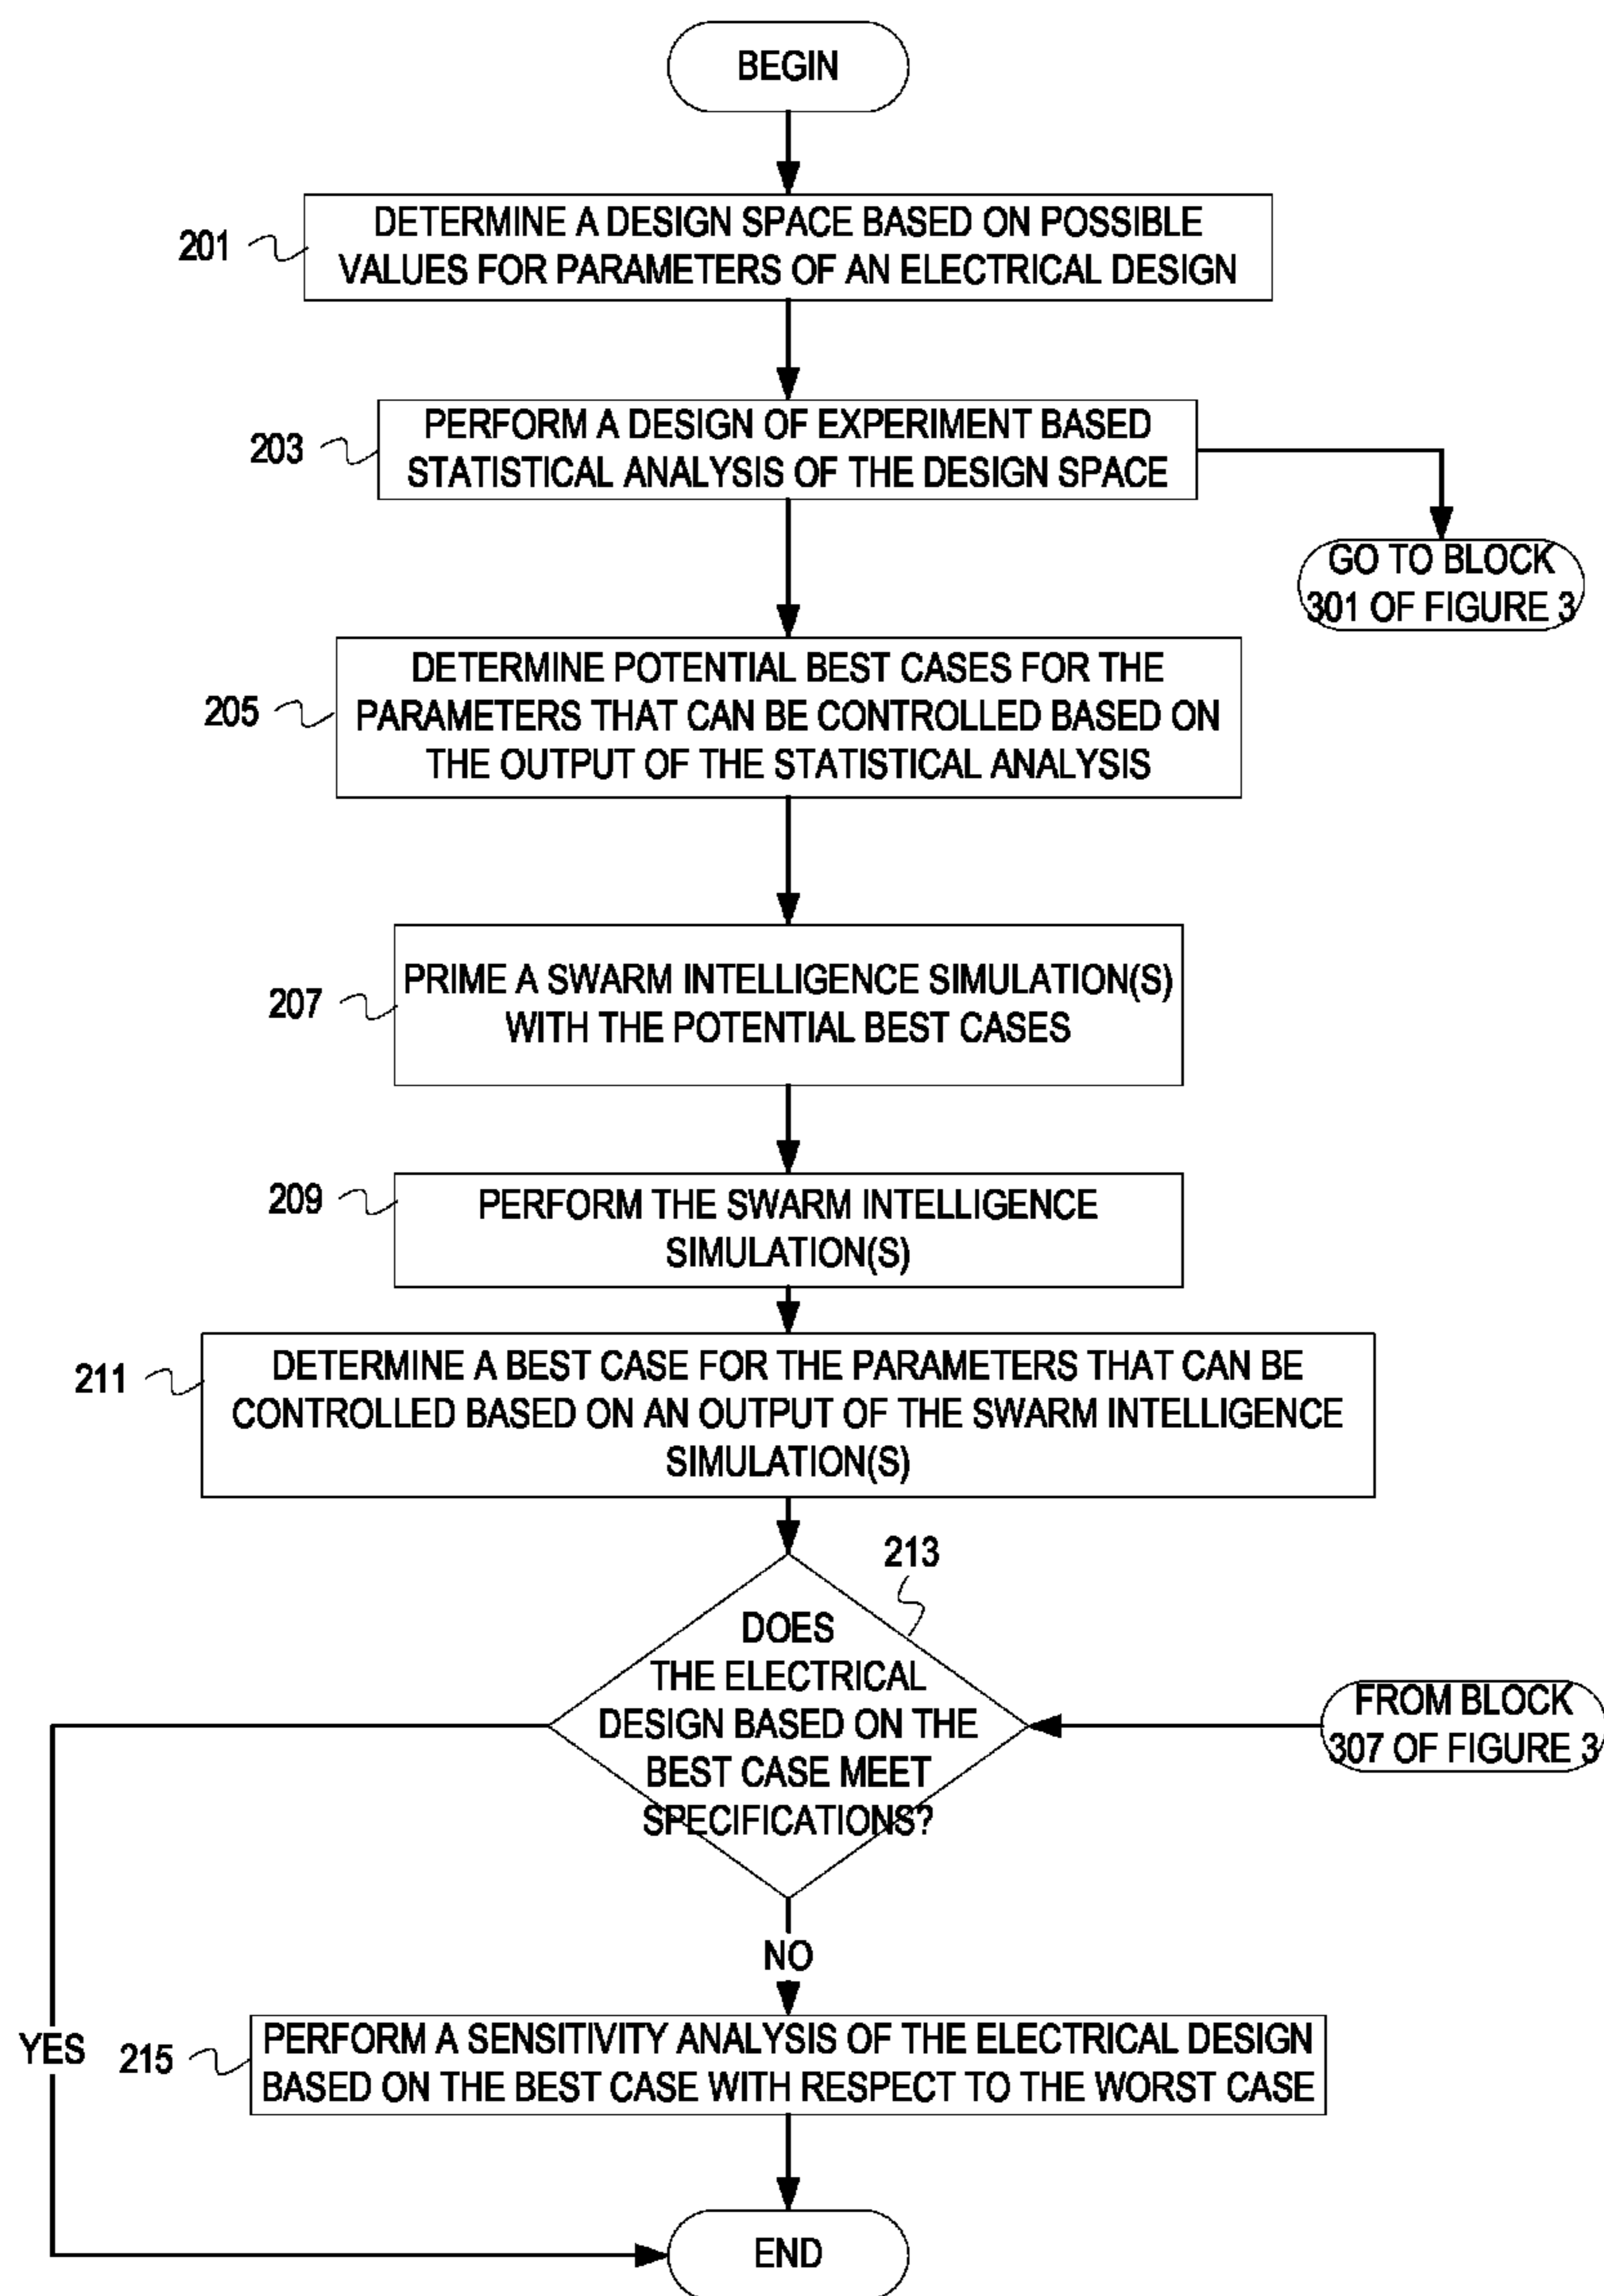 BEGIN
201
DETERMINE A DESIGN SPACE BASED ON POSSIBLE
VALUES FOR PARAMETERS OF AN ELECTRICAL DESIGN
203
PERFORM A DESIGN OF EXPERIMENT BASED
STATISTICAL ANALYSIS OF THE DESIGN SPACE
GO TO BLOCK
301 OF FIGURE 3
205
DETERMINE POTENTIAL BEST CASES FOR THE
PARAMETERS THAT CAN BE CONTROLLED BASED ON
THE OUTPUT OF THE STATISTICAL ANALYSIS
207
PRIME A SWARM INTELLIGENCE SIMULATION(S)
WITH THE POTENTIAL BEST CASES
209
PERFORM THE SWARM INTELLIGENCE
SIMULATION(S)
211
DETERMINE A BEST CASE FOR THE PARAMETERS THAT CAN BE
CONTROLLED BASED ON AN OUTPUT OF THE SWARM INTELLIGENCE
SIMULATION(S)
213
DOES
THE ELECTRICAL
DESIGN BASED ON THE
BEST CASE MEET
SPECIFICATIONS?
FROM BLOCK
307 OF FIGURE 3
NO
YES
215
PERFORM A SENSITIVITY ANALYSIS OF THE ELECTRICAL DESIGN
BASED ON THE BEST CASE WITH RESPECT TO THE WORST CASE
END